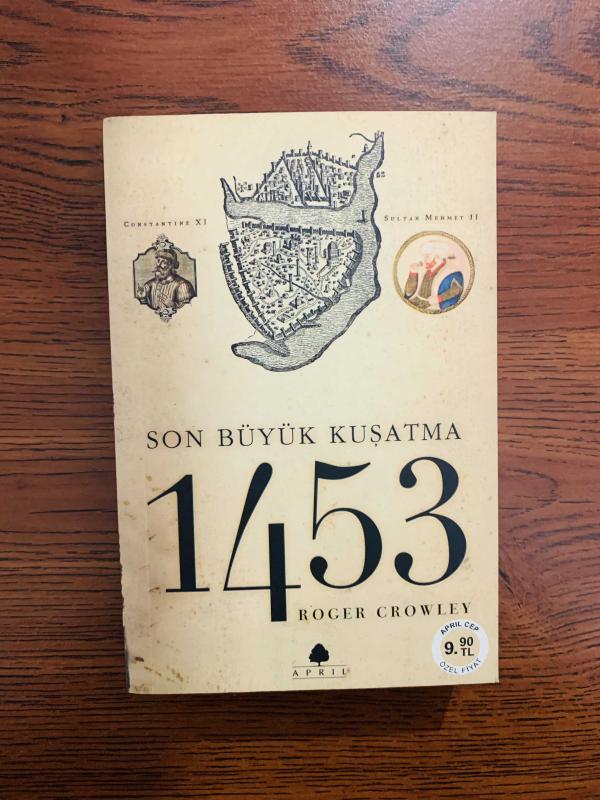 CONSTANTINE XI
SULTAN MEHMET II
SON BÜYÜK KUŞATMA
1453
ROGER CROWLEY
APRIL CEP
9.90
TL
ÖZEL FİYAT
APRIL